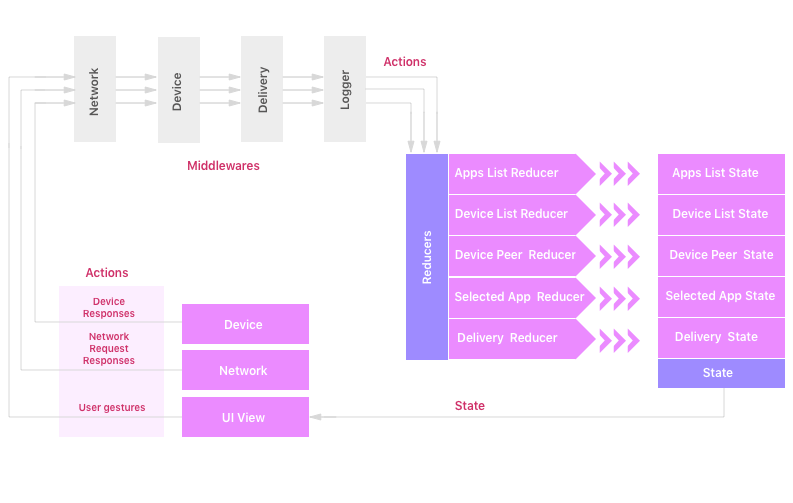 Network
Device
Delivery
Logger
Actions
Middlewares
Reducers
Apps List Reducer
Apps List State
Device List Reducer
Device List State
Device Peer Reducer
Device Peer State
Selected App Reducer
Selected App State
Delivery Reducer
Delivery State
State
Actions
Device
Responses
Network
Request
Responses
User gestures
Device
Network
UI View
State